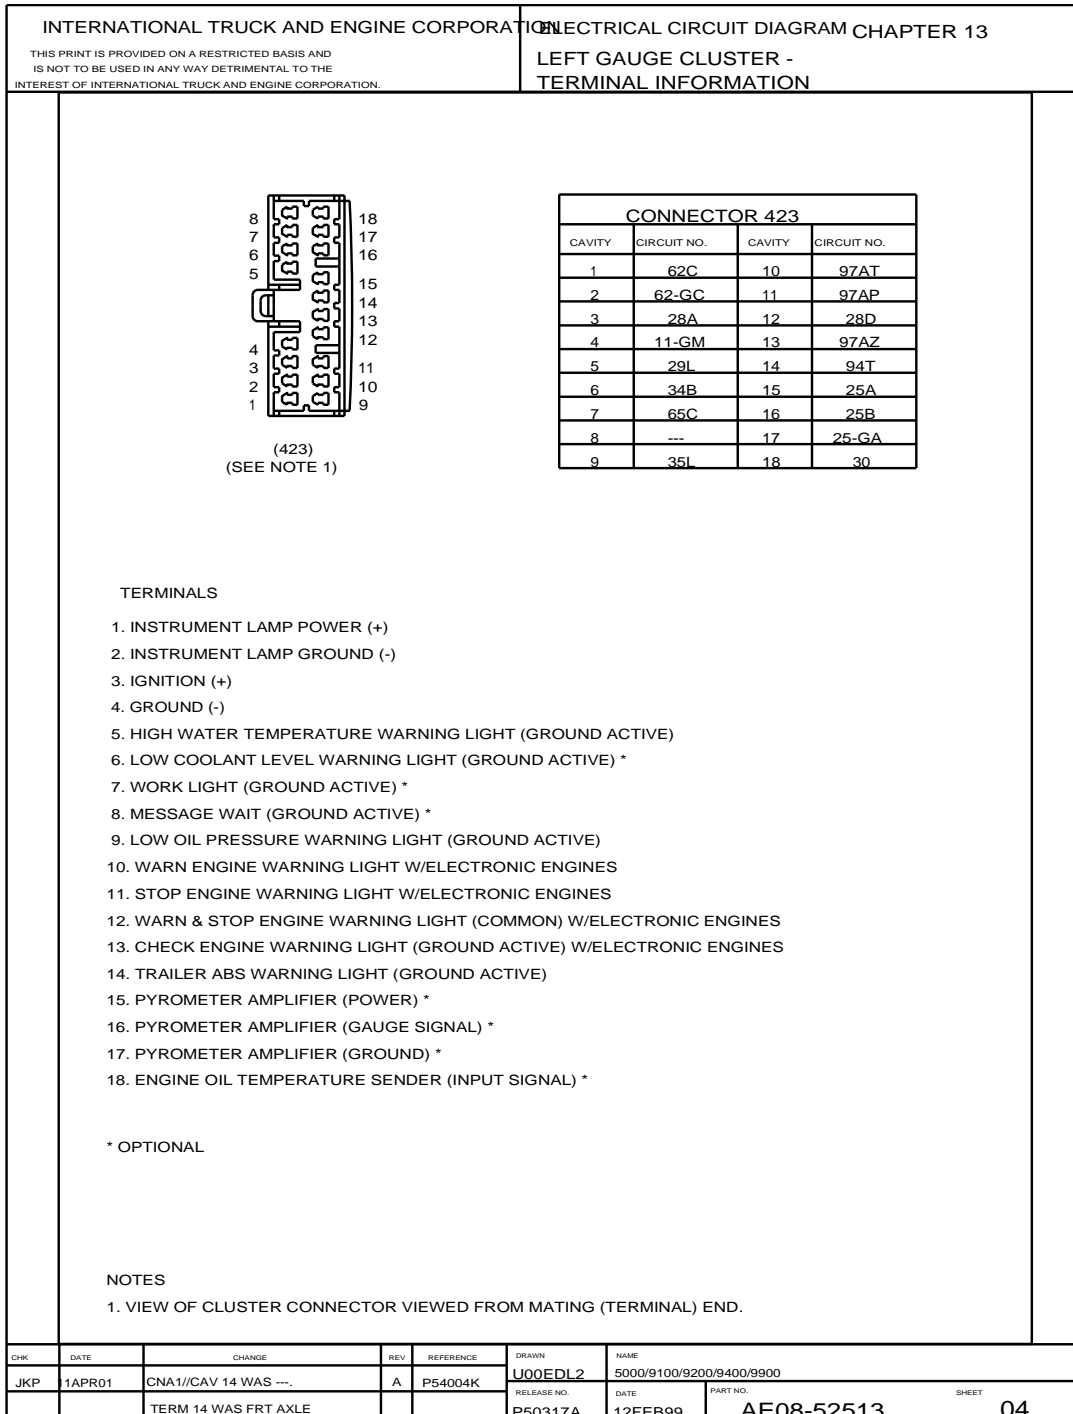 INTERNATIONAL TRUCK AND ENGINE CORPORATION
THIS PRINT IS PROVIDED ON A RESTRICTED BASIS AND
IS NOT TO BE USED IN ANY WAY DETRIMENTAL TO THE
INTEREST OF INTERNATIONAL TRUCK AND ENGINE CORPORATION.
ELECTRICAL CIRCUIT DIAGRAM CHAPTER 13
LEFT GAUGE CLUSTER -
TERMINAL INFORMATION
8 18
7 17
6 16
5 15
14
13
4 12
3 11
2 10
1 9
(423)
(SEE NOTE 1)
CONNECTOR 423
CAVITY CIRCUIT NO. CAVITY CIRCUIT NO.
1 62C 10 97AT
2 62-GC 11 97AP
3 28A 12 28D
4 11-GM 13 97AZ
5 29L 14 94T
6 34B 15 25A
7 65C 16 25B
8 --- 17 25-GA
9 35L 18 30
TERMINALS
1. INSTRUMENT LAMP POWER (+)
2. INSTRUMENT LAMP GROUND (-)
3. IGNITION (+)
4. GROUND (-)
5. HIGH WATER TEMPERATURE WARNING LIGHT (GROUND ACTIVE)
6. LOW COOLANT LEVEL WARNING LIGHT (GROUND ACTIVE) *
7. WORK LIGHT (GROUND ACTIVE) *
8. MESSAGE WAIT (GROUND ACTIVE) *
9. LOW OIL PRESSURE WARNING LIGHT (GROUND ACTIVE)
10. WARN ENGINE WARNING LIGHT W/ELECTRONIC ENGINES
11. STOP ENGINE WARNING LIGHT W/ELECTRONIC ENGINES
12. WARN & STOP ENGINE WARNING LIGHT (COMMON) W/ELECTRONIC ENGINES
13. CHECK ENGINE WARNING LIGHT (GROUND ACTIVE) W/ELECTRONIC ENGINES
14. TRAILER ABS WARNING LIGHT (GROUND ACTIVE)
15. PYROMETER AMPLIFIER (POWER) *
16. PYROMETER AMPLIFIER (GAUGE SIGNAL) *
17. PYROMETER AMPLIFIER (GROUND) *
18. ENGINE OIL TEMPERATURE SENDER (INPUT SIGNAL) *
* OPTIONAL
NOTES
1. VIEW OF CLUSTER CONNECTOR VIEWED FROM MATING (TERMINAL) END.
CHK DATE CHANGE REV REFERENCE
JKP 11APR01 CNA1//CAV 14 WAS ---. A P54004K
TERM 14 WAS FRT AXLE
DRAWN NAME
U00EDL2 5000/9100/9200/9400/9900
RELEASE NO. DATE PART NO. SHEET
P50317A 12FEB99 AE08-52513 04